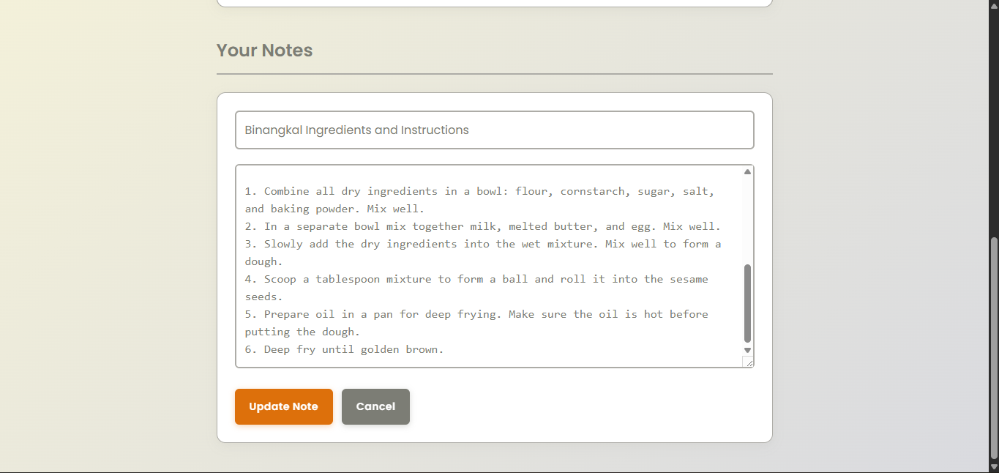 Your Notes
Binangkal Ingredients and Instructions
1. Combine all dry ingredients in a bowl: flour, cornstarch, sugar, salt,
and baking powder. Mix well.
2. In a separate bowl mix together milk, melted butter, and egg. Mix well.
3. Slowly add the dry ingredients into the wet mixture. Mix well to form a
dough.
4. Scoop a tablespoon mixture to form a ball and roll it into the sesame
seeds.
5. Prepare oil in a pan for deep frying. Make sure the oil is hot before
putting the dough.
6. Deep fry until golden brown.
Update Note
Cancel